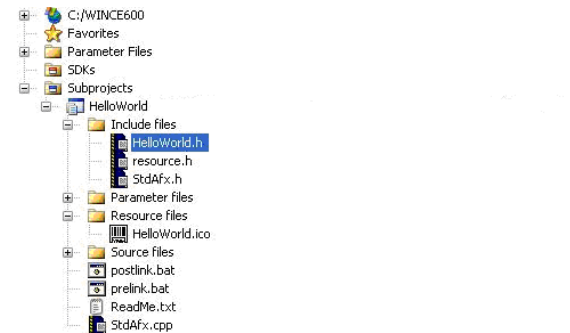 C:/WINCE600
Favorites
Parameter Files
SDKs
Subprojects
HelloWorld
Include files
HelloWorld.h
resource.h
StdAfx.h
Parameter files
Resource files
HelloWorld.ico
Source files
postlink.bat
prelink.bat
ReadMe.txt
StdAfx.cpp